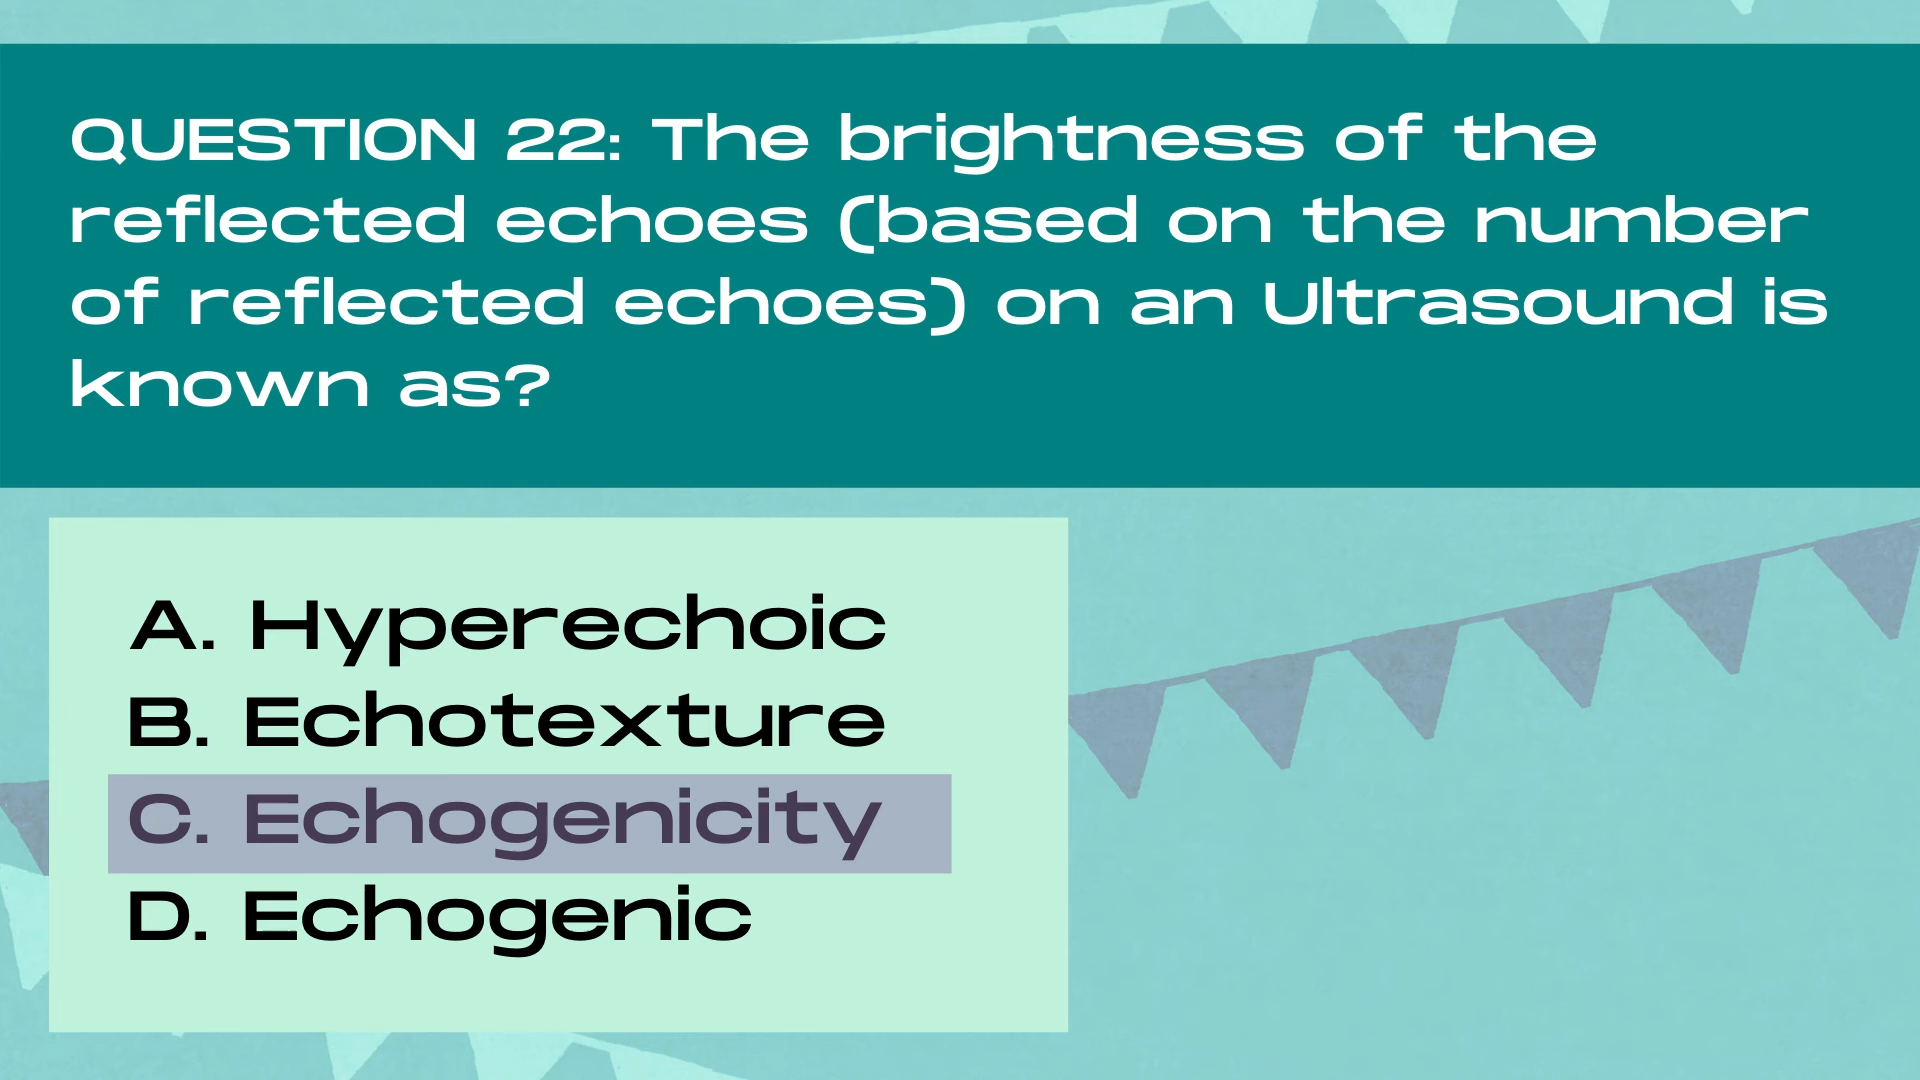 QUESTION 22: The brightness of the
reflected echoes (based on the number
of reflected echoes) on an Ultrasound is
known as?
A. Hyperechoic
B. Echotexture
C. Echogenicity
D. Echogenic